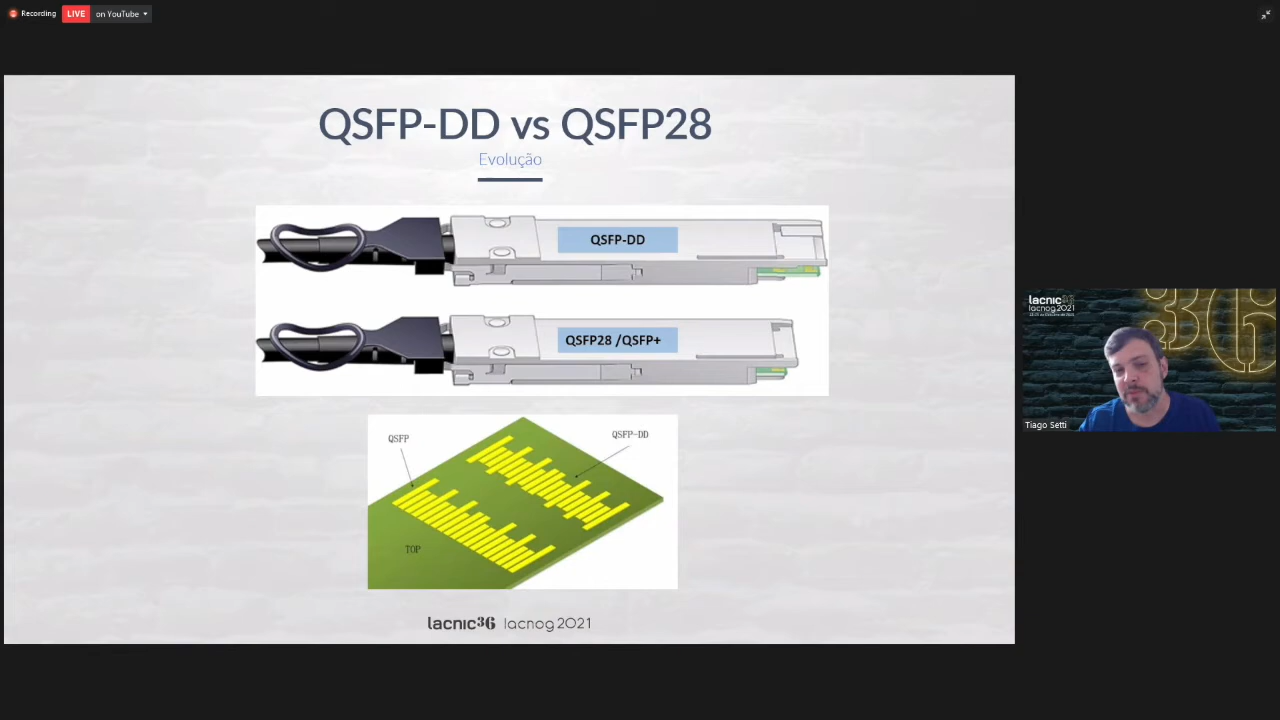 Recording
LIVE on YouTube
QSFP-DD vs QSFP28
Evolução
QSFP-DD
QSFP28 /QSFP+
QSFP
QSFP-DD
TOP
lacnic36 lacnog 2021
lacnic36
lacnog 2021
36
Tiago Setti